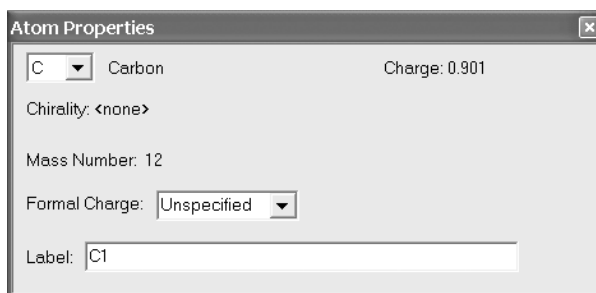 Atom Properties
C Carbon Charge: 0.901
Chirality: <none>
Mass Number: 12
Formal Charge: Unspecified
Label: C1